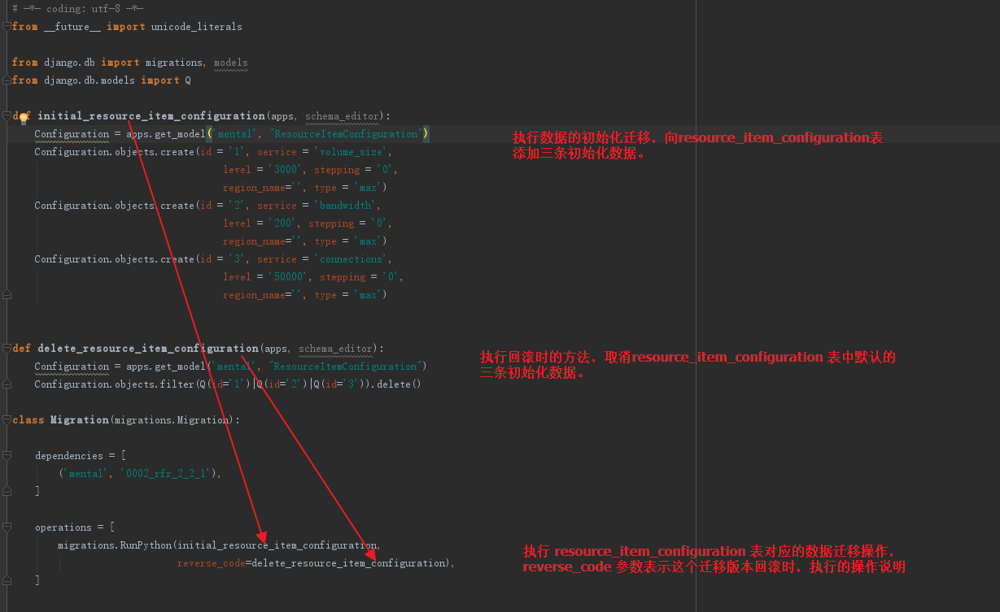 # -*- coding: utf-8 -*-
from __future__ import unicode_literals
from django.db import migrations, models
from django.db.models import Q
def initial_resource_item_configuration(apps, schema_editor):
Configuration = apps.get_model('mental', "ResourceItemConfiguration")
执行数据的初始化迁移，向resource_item_configuration表
添加三条初始化数据。
Configuration.objects.create(id = '1', service = 'volume_size',
level = '3000', stepping = '0',
region_name='', type = 'max')
Configuration.objects.create(id = '2', service = 'bandwidth',
level = '200', stepping = '0',
region_name='', type = 'max')
Configuration.objects.create(id = '3', service = 'connections',
level = '50000', stepping = '0',
region_name='', type = 'max')
def delete_resource_item_configuration(apps, schema_editor):
Configuration = apps.get_model('mental', "ResourceItemConfiguration")
Configuration.objects.filter(Q(id='1')|Q(id='2')|Q(id='3')).delete()
执行回滚时的方法，取消resource_item_configuration 表中默认的
三条初始化数据。
class Migration(migrations.Migration):
dependencies = [
('mental', '0002_rfr_2_2_1'),
]
operations = [
migrations.RunPython(initial_resource_item_configuration,
reverse_code=delete_resource_item_configuration),
]
执行 resource_item_configuration 表对应的数据迁移操作，
reverse_code 参数表示这个迁移版本回滚时，执行的操作说明